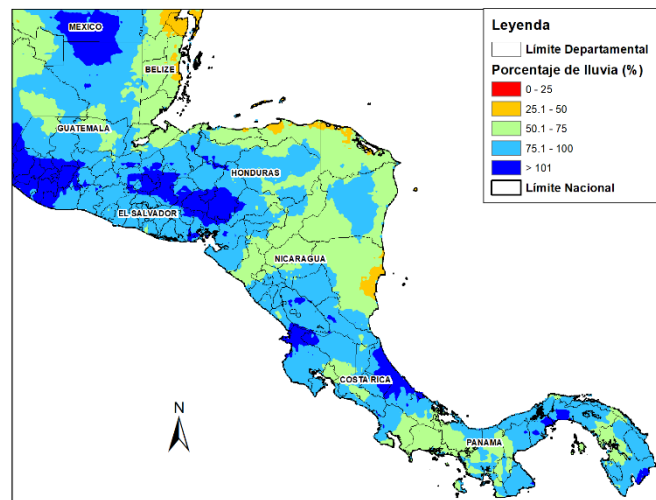 MEXICO
BELIZE
GUATEMALA
HONDURAS
EL SALVADOR
NICARAGUA
COSTA RICA
PANAMA
N
Leyenda
Límite Departamental
Porcentaje de lluvia (%)
0 - 25
25.1 - 50
50.1 - 75
75.1 - 100
> 101
Límite Nacional